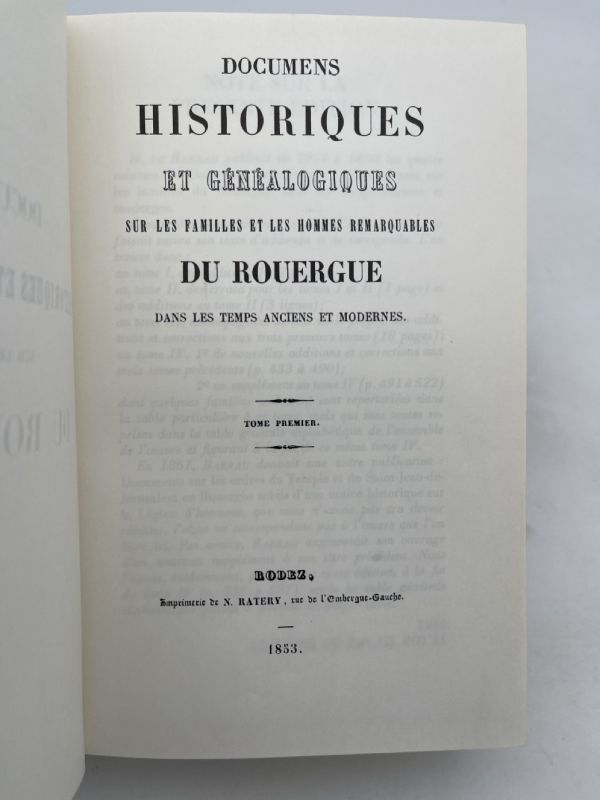 DOCUMENS
HISTORIQUES
ET GÉNÉALOGIQUES
SUR LES FAMILLES ET LES HOMMES REMARQUABLES
DU ROUERGUE
DANS LES TEMPS ANCIENS ET MODERNES.
TOME PREMIER.
RODEZ,
Imprimerie de N. RATERY, rue de l'Embergue-Gauche.
1853.